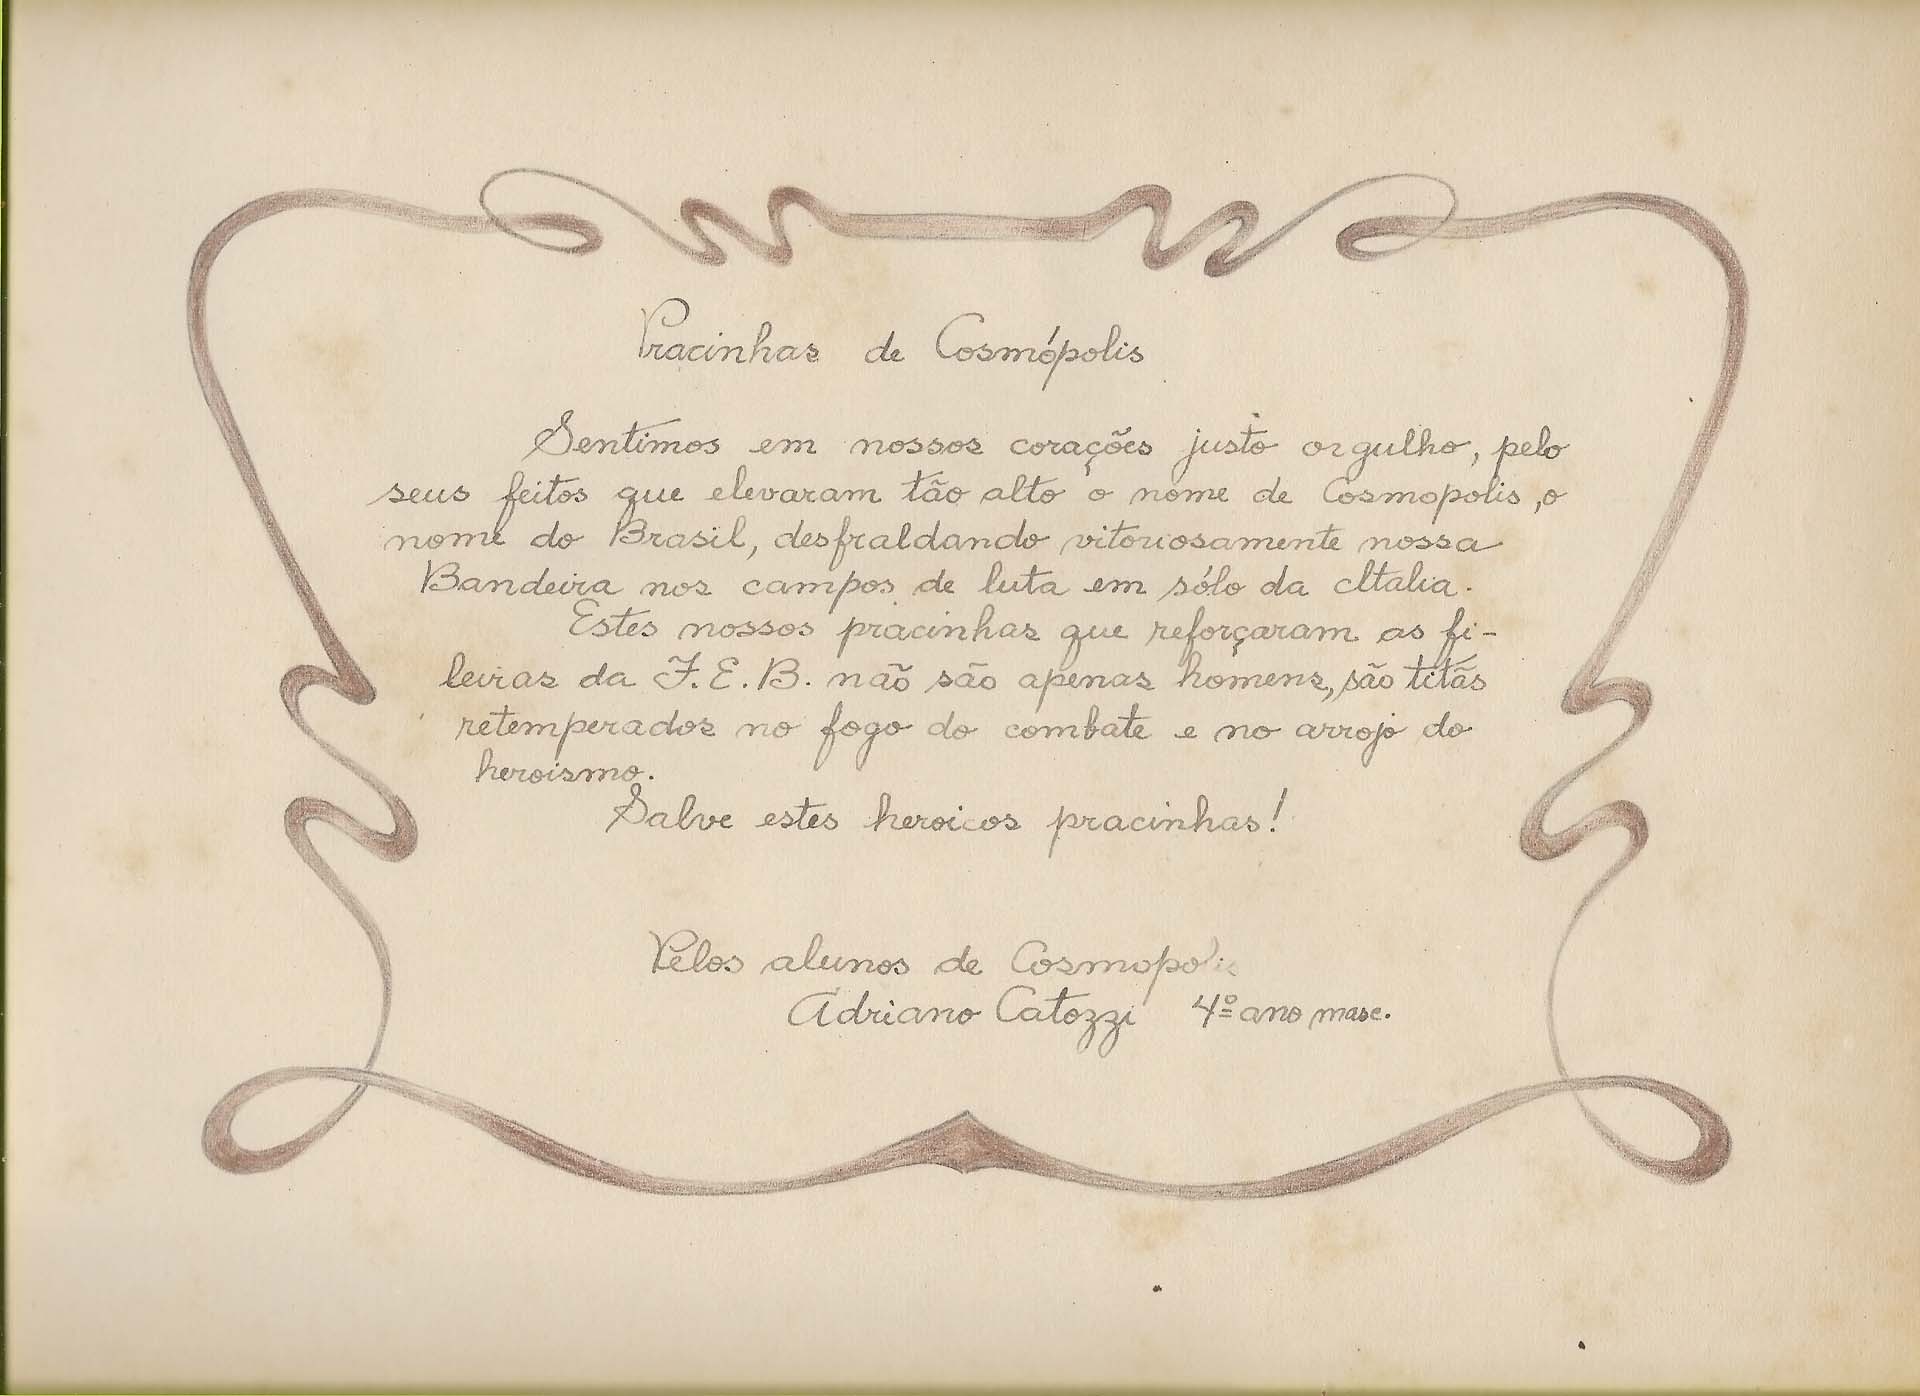 Pracinhas de Cosmópolis
Sentimos em nossos corações justo orgulho, pelo
seus feitos que elevaram tão alto o nome de Cosmopolis, o
nome do Brasil, desfraldando vitoriosamente nossa
Bandeira nos campos de luta em sólo da Italia.
Estes nossos pracinhas que reforçaram as fi-
leiras da F.E.B. não são apenas homens, são titãs
retemperados no fogo do combate e no arrojo do
heroismo.
Salve estes heroicos pracinhas!
Pelos alunos de Cosmopolis
Adriano Catozzi 4º ano masc.